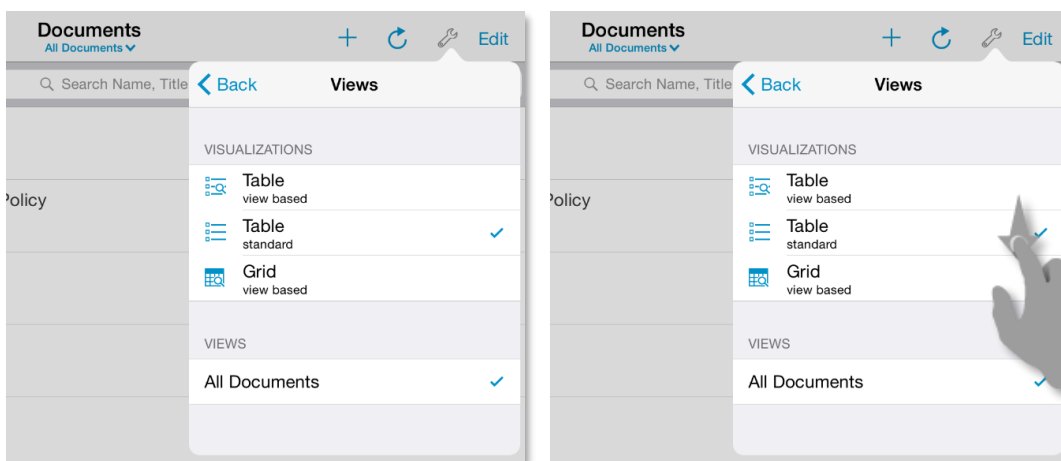 Documents
All Documents
Edit
Search Name, Title
Back
Views
VISUALIZATIONS
Table
view based
Policy
Table
standard
Grid
view based
VIEWS
All Documents
Documents
All Documents
Edit
Search Name, Title
Back
Views
VISUALIZATIONS
Table
view based
Policy
Table
standard
Grid
view based
VIEWS
All Documents